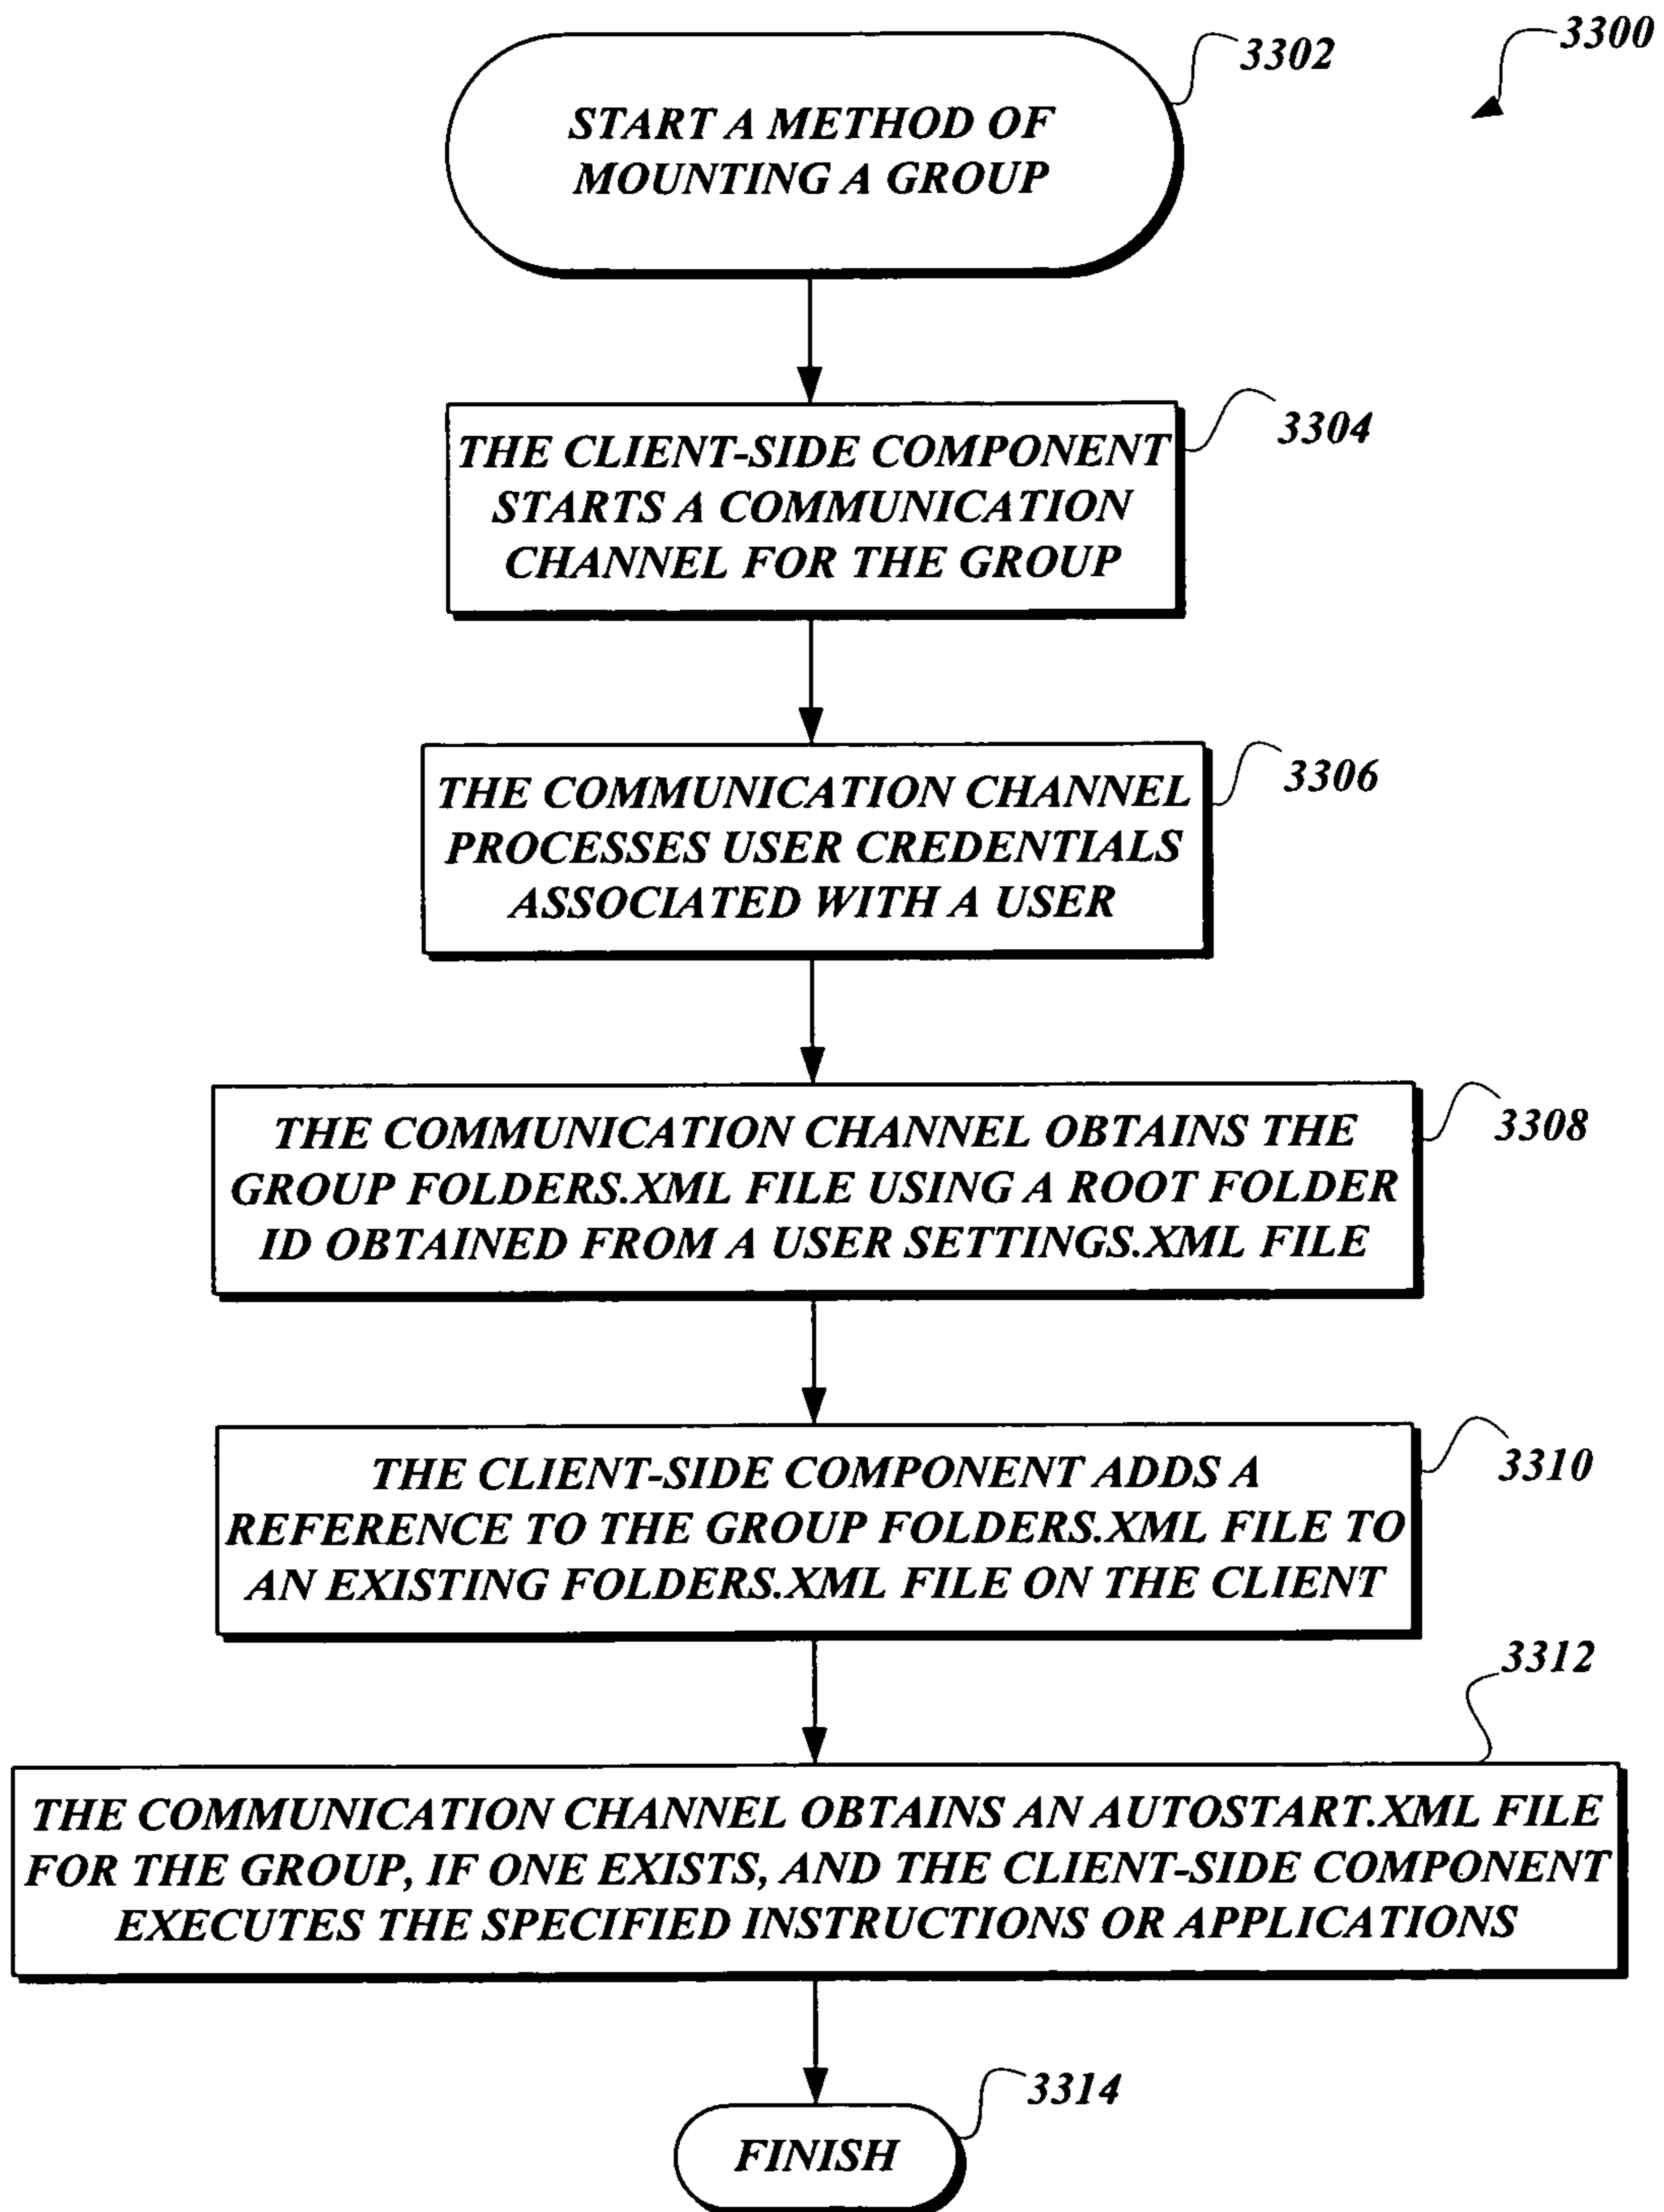 3300
3302
START A METHOD OF
MOUNTING A GROUP
3304
THE CLIENT-SIDE COMPONENT
STARTS A COMMUNICATION
CHANNEL FOR THE GROUP
3306
THE COMMUNICATION CHANNEL
PROCESSES USER CREDENTIALS
ASSOCIATED WITH A USER
3308
THE COMMUNICATION CHANNEL OBTAINS THE
GROUP FOLDERS.XML FILE USING A ROOT FOLDER
ID OBTAINED FROM A USER SETTINGS.XML FILE
3310
THE CLIENT-SIDE COMPONENT ADDS A
REFERENCE TO THE GROUP FOLDERS.XML FILE TO
AN EXISTING FOLDERS.XML FILE ON THE CLIENT
3312
THE COMMUNICATION CHANNEL OBTAINS AN AUTOSTART.XML FILE
FOR THE GROUP, IF ONE EXISTS, AND THE CLIENT-SIDE COMPONENT
EXECUTES THE SPECIFIED INSTRUCTIONS OR APPLICATIONS
3314
FINISH